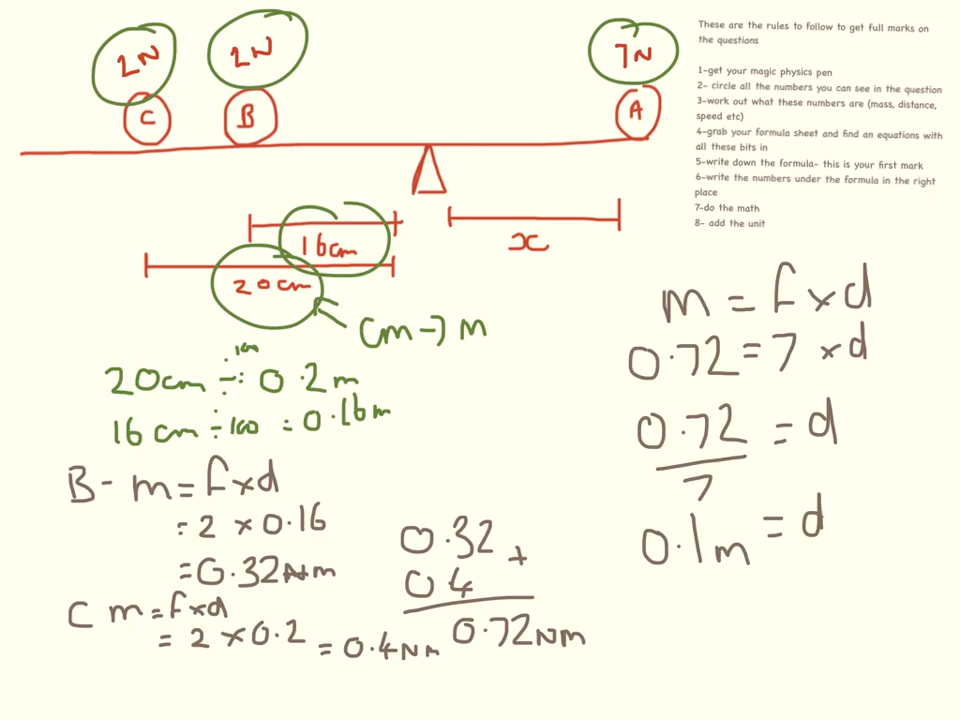 2N
2N
7N
C
B
A
16cm
x
20cm
cm → m
÷100
20cm ÷: 0.2m
16cm ÷100 = 0.16m
B- m = f x d
= 2 x 0.16
= 0.32Nm
C m = f x d
= 2 x 0.2 = 0.4Nm
0.32 +
0 4
0.72Nm
These are the rules to follow to get full marks on
the questions
1-get your magic physics pen
2- circle all the numbers you can see in the question
3-work out what these numbers are (mass, distance,
speed etc)
4-grab your formula sheet and find an equations with
all these bits in
5-write down the formula- this is your first mark
6-write the numbers under the formula in the right
place
7-do the math
8- add the unit
m = f x d
0.72 = 7 x d
0.72 = d
7
0.1m = d